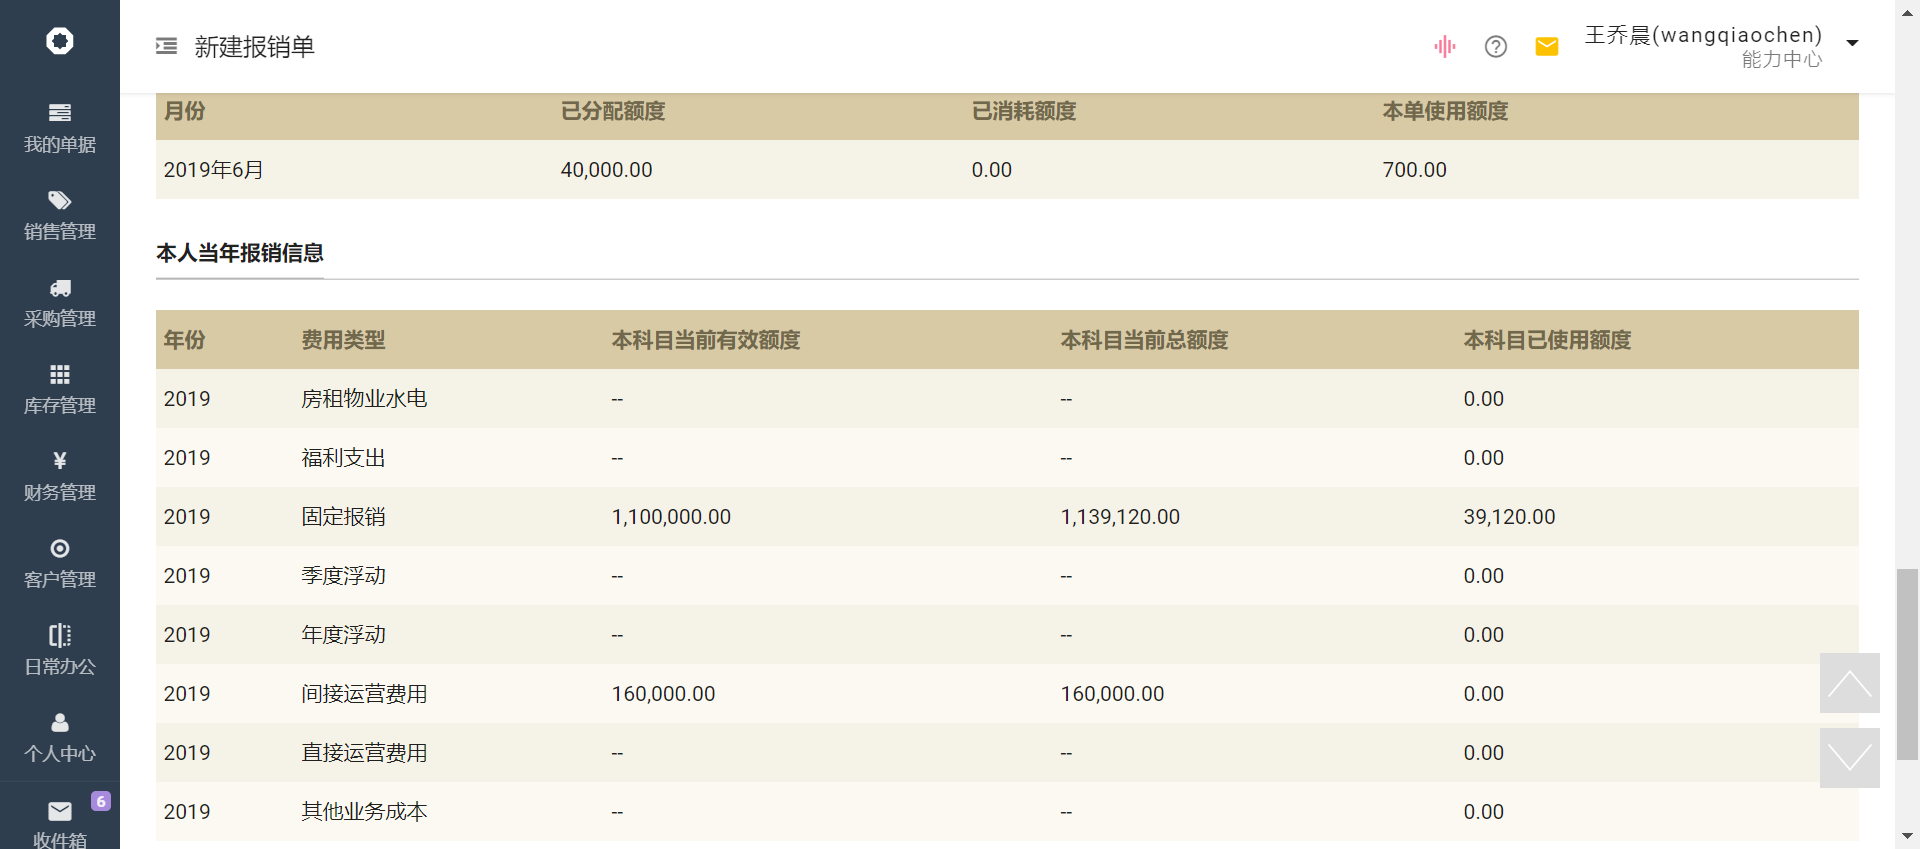 新建报销单
王乔晨(wangqiaochen)
能力中心
我的单据
销售管理
采购管理
库存管理
财务管理
客户管理
日常办公
个人中心
6
收件箱
月份 已分配额度 已消耗额度 本单使用额度
2019年6月 40,000.00 0.00 700.00
本人当年报销信息
年份 费用类型 本科目当前有效额度 本科目当前总额度 本科目已使用额度
2019 房租物业水电 -- -- 0.00
2019 福利支出 -- -- 0.00
2019 固定报销 1,100,000.00 1,139,120.00 39,120.00
2019 季度浮动 -- -- 0.00
2019 年度浮动 -- -- 0.00
2019 间接运营费用 160,000.00 160,000.00 0.00
2019 直接运营费用 -- -- 0.00
2019 其他业务成本 -- -- 0.00